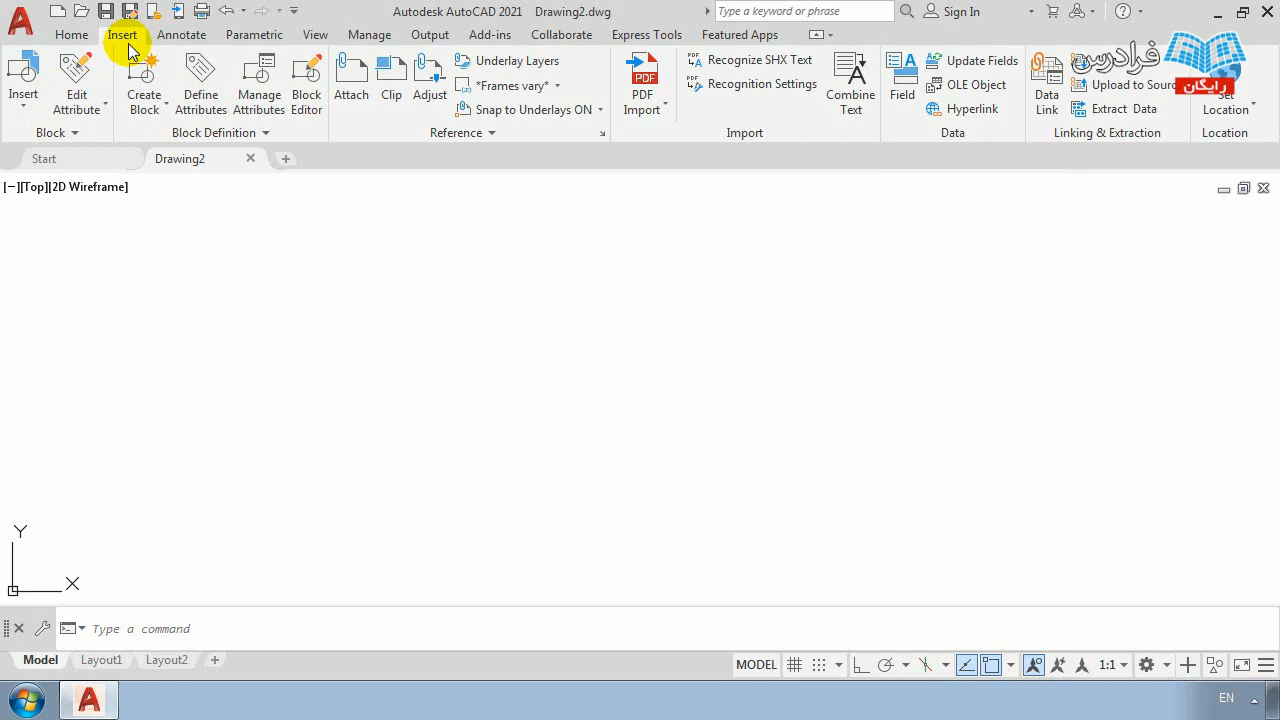 Autodesk AutoCAD 2021 Drawing2.dwg
Type a keyword or phrase
Sign In
Home Insert Annotate Parametric View Manage Output Add-ins Collaborate Express Tools Featured Apps
Insert
Edit
Attribute
Create
Block
Define
Attributes
Manage
Attributes
Block
Editor
Attach Clip Adjust
Underlay Layers
*Frames vary*
Snap to Underlays ON
PDF
PDF
Import
Recognize SHX Text
Recognition Settings
Combine
Text
Field
Update Fields
OLE Object
Hyperlink
Data
Link
Upload to Sourc
Extract Data
Set
Location
فرادرس
رایگان
Block Block Definition Reference Import Data Linking & Extraction Location
Start Drawing2
[−][Top][2D Wireframe]
Y
X
Type a command
Model Layout1 Layout2
MODEL 1:1
EN